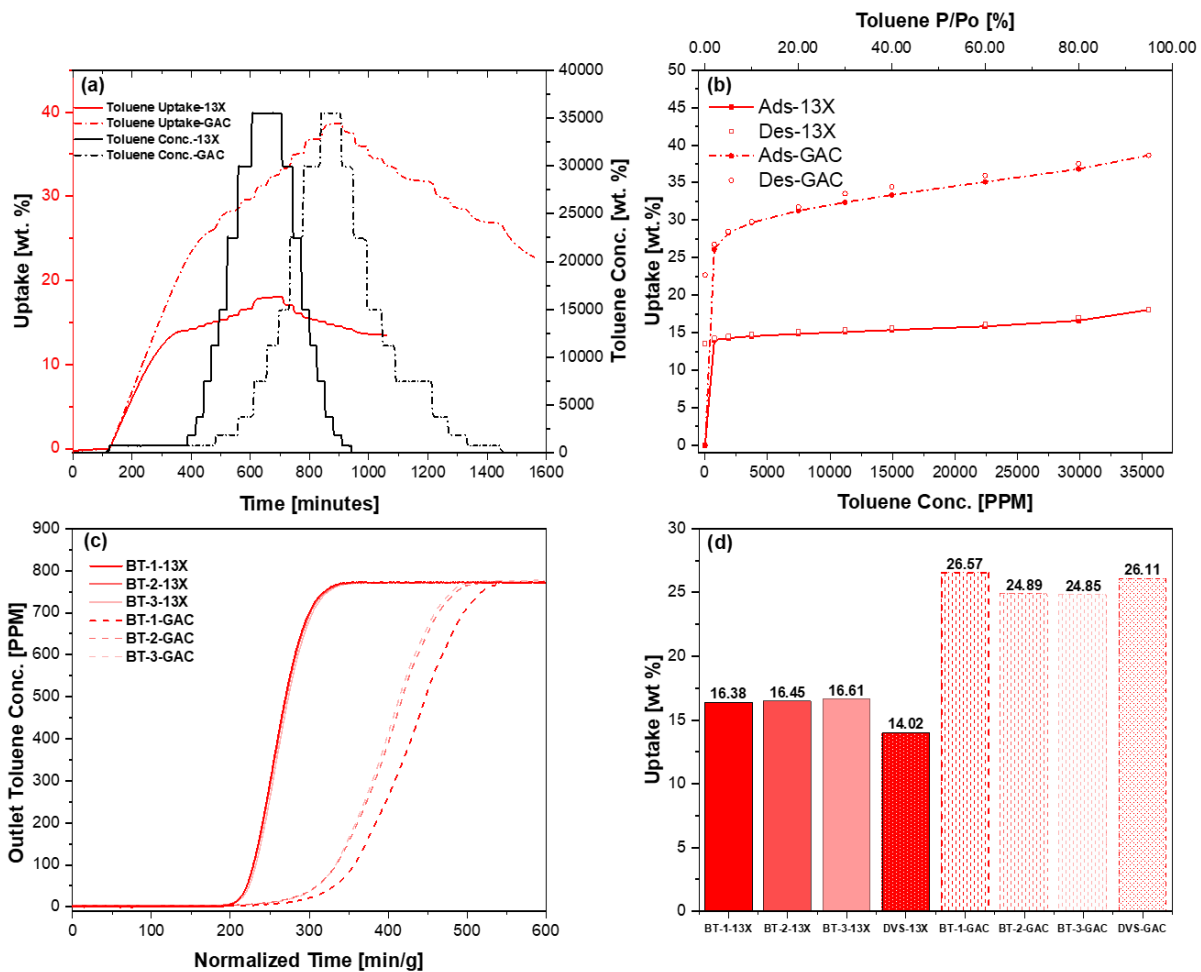 (a)
Toluene Uptake-13X
Toluene Uptake-GAC
Toluene Conc.-13X
Toluene Conc.-GAC
Uptake [wt. %]
0
10
20
30
40
Toluene Conc. [wt. %]
0
5000
10000
15000
20000
25000
30000
35000
40000
0 200 400 600 800 1000 1200 1400 1600
Time [minutes]
Toluene P/Po [%]
0.00 20.00 40.00 60.00 80.00 100.00
(b)
Ads-13X
Des-13X
Ads-GAC
Des-GAC
Uptake [wt.%]
50
45
40
35
30
25
20
15
10
5
0
0 5000 10000 15000 20000 25000 30000 35000
Toluene Conc. [PPM]
(c)
BT-1-13X
BT-2-13X
BT-3-13X
BT-1-GAC
BT-2-GAC
BT-3-GAC
Outlet Toluene Conc. [PPM]
900
800
700
600
500
400
300
200
100
0
0 100 200 300 400 500 600
Normalized Time [min/g]
(d)
Uptake [wt %]
30
25
20
15
10
5
0
16.38 16.45 16.61 14.02 26.57 24.89 24.85 26.11
BT-1-13X BT-2-13X BT-3-13X DVS-13X BT-1-GAC BT-2-GAC BT-3-GAC DVS-GAC